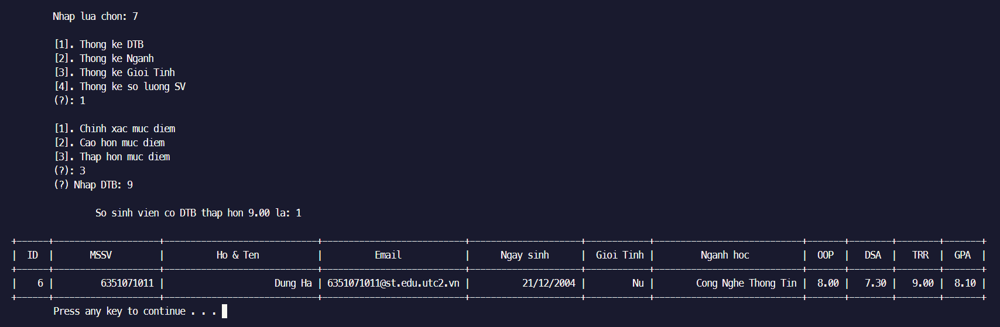 Nhap lua chon: 7
[1]. Thong ke DTB
[2]. Thong ke Nganh
[3]. Thong ke Gioi Tinh
[4]. Thong ke so luong SV
(?): 1
[1]. Chinh xac muc diem
[2]. Cao hon muc diem
[3]. Thap hon muc diem
(?): 3
(?) Nhap DTB: 9
So sinh vien co DTB thap hon 9.00 la: 1
+------+--------------------+-----------------------------+---------------------------+---------------------+------------+----------------------------+-------+--------+--------+-------+
| ID | MSSV | Ho & Ten | Email | Ngay sinh | Gioi Tinh | Nganh hoc | OOP | DSA | TRR | GPA |
+------+--------------------+-----------------------------+---------------------------+---------------------+------------+----------------------------+-------+--------+--------+-------+
| 6 | 6351071011 | Dung Ha | 6351071011@st.edu.utc2.vn | 21/12/2004 | Nu | Cong Nghe Thong Tin | 8.00 | 7.30 | 9.00 | 8.10 |
+------+--------------------+-----------------------------+---------------------------+---------------------+------------+----------------------------+-------+--------+--------+-------+
Press any key to continue . . .